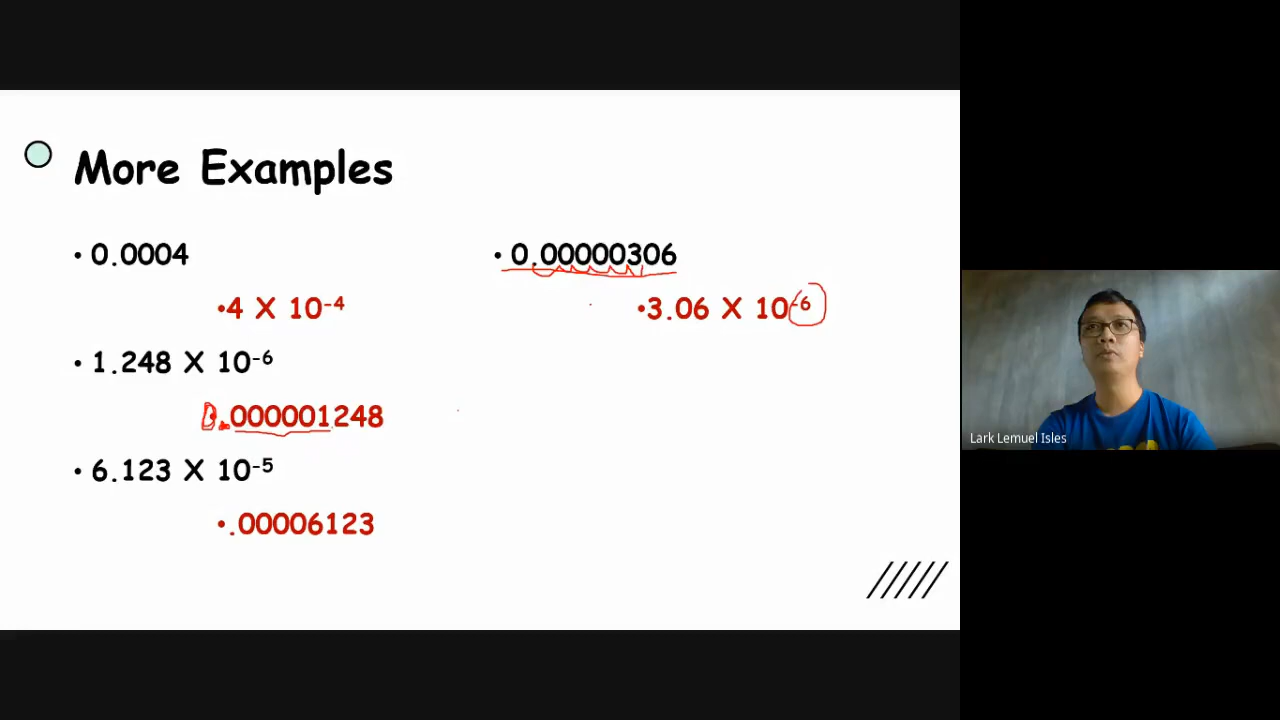 More Examples
• 0.0004
•4 X 10⁻⁴
• 1.248 X 10⁻⁶
0.000001248
• 6.123 X 10⁻⁵
•.00006123
• 0.00000306
•3.06 X 10⁻⁶
Lark Lemuel Isles